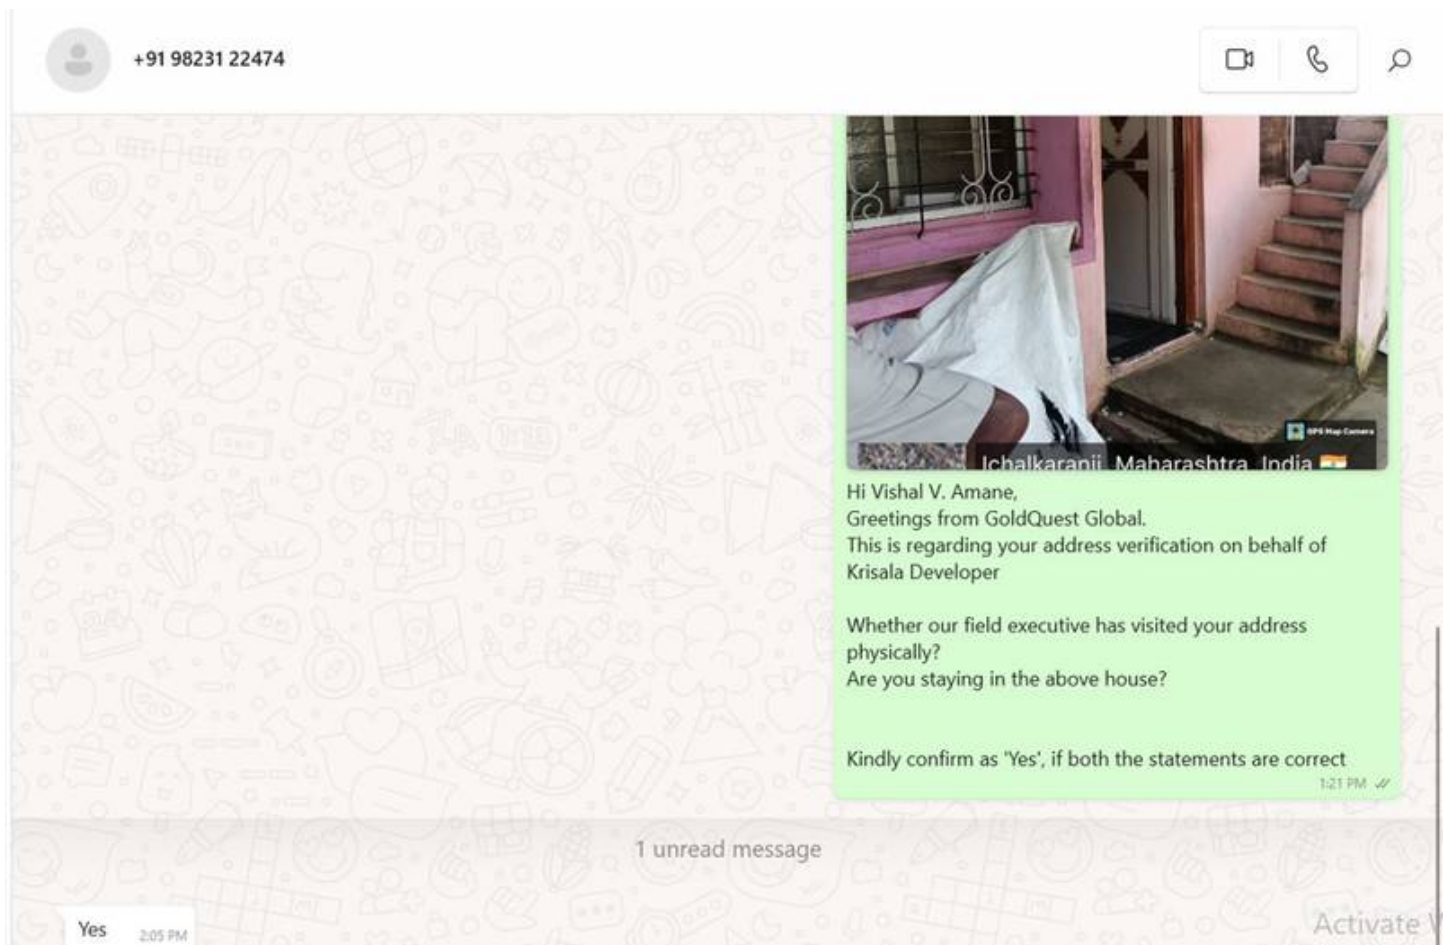 +91 98231 22474
GPS Map Camera
Ichalkaranji, Maharashtra, India
Hi Vishal V. Amane,
Greetings from GoldQuest Global.
This is regarding your address verification on behalf of
Krisala Developer
Whether our field executive has visited your address
physically?
Are you staying in the above house?
Kindly confirm as 'Yes', if both the statements are correct
1:21 PM
1 unread message
Yes
2:05 PM
Activate